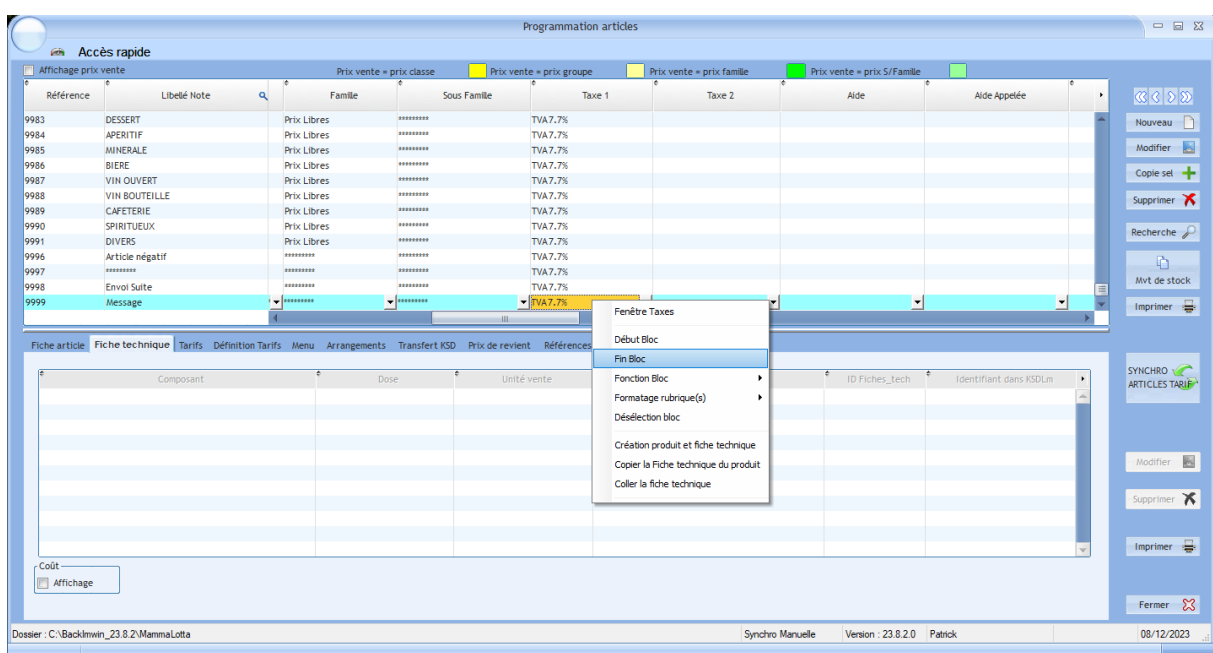 Programmation articles
Accès rapide
Affichage prix vente
Prix vente = prix classe
Prix vente = prix groupe
Prix vente = prix famille
Prix vente = prix S/Famille
Référence Libellé Note Famille Sous Famille Taxe 1 Taxe 2 Aide Aide Appelée
9983 DESSERT Prix Libres ********* TVA7.7%
9984 APERITIF Prix Libres ********* TVA7.7%
9985 MINERALE Prix Libres ********* TVA7.7%
9986 BIERE Prix Libres ********* TVA7.7%
9987 VIN OUVERT Prix Libres ********* TVA7.7%
9988 VIN BOUTEILLE Prix Libres ********* TVA7.7%
9989 CAFETERIE Prix Libres ********* TVA7.7%
9990 SPIRITUEUX Prix Libres ********* TVA7.7%
9991 DIVERS Prix Libres ********* TVA7.7%
9996 Article négatif ********* ********* TVA7.7%
9997 ********* ********* ********* TVA7.7%
9998 Envoi Suite ********* ********* TVA7.7%
9999 Message ********* ********* TVA7.7%
Nouveau
Modifier
Copie sel
Supprimer
Recherche
Mvt de stock
Imprimer
Fenêtre Taxes
Début Bloc
Fin Bloc
Fonction Bloc
Formatage rubrique(s)
Désélection bloc
Création produit et fiche technique
Copier la Fiche technique du produit
Coller la fiche technique
Fiche article Fiche technique Tarifs Définition Tarifs Menu Arrangements Transfert KSD Prix de revient Références
Composant Dose Unité vente ID Fiches_tech Identifiant dans KSDLm
SYNCHRO
ARTICLES TARIF
Modifier
Supprimer
Imprimer
Coût
Affichage
Fermer
Dossier : C:\BackImwin_23.8.2\MammaLotta Synchro Manuelle Version : 23.8.2.0 Patrick 08/12/2023